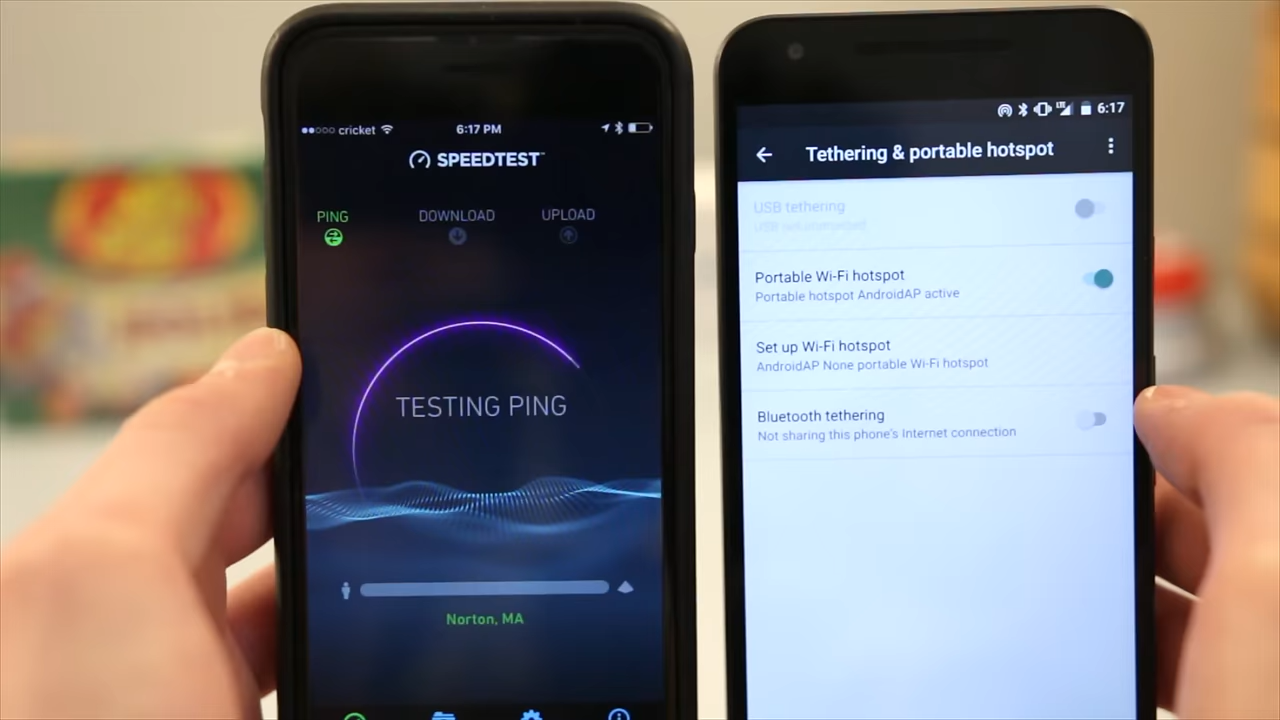 cricket
6:17 PM
SPEEDTEST™
PING
DOWNLOAD
UPLOAD
TESTING PING
Norton, MA
LTE
6:17
Tethering & portable hotspot
USB tethering
USB not connected
Portable Wi-Fi hotspot
Portable hotspot AndroidAP active
Set up Wi-Fi hotspot
AndroidAP None portable Wi-Fi hotspot
Bluetooth tethering
Not sharing this phone's Internet connection